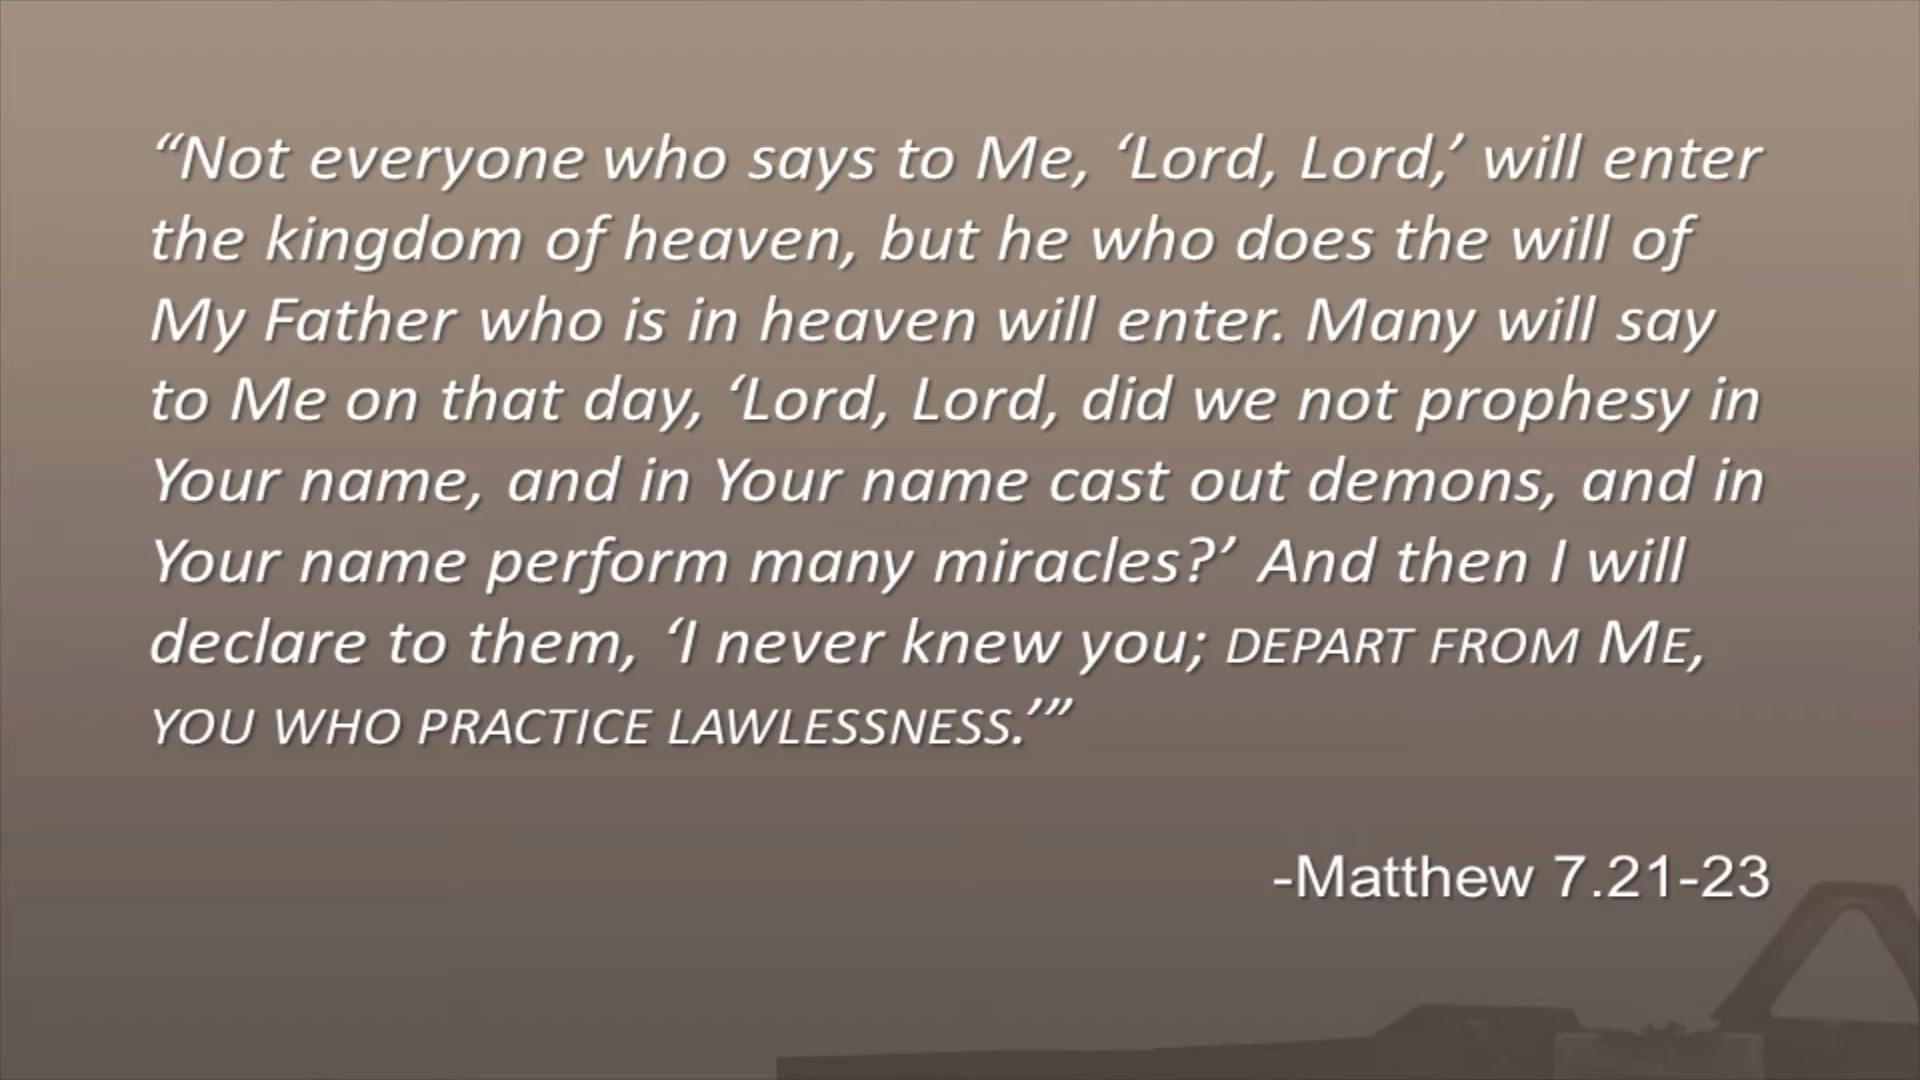 “Not everyone who says to Me, ‘Lord, Lord,’ will enter
the kingdom of heaven, but he who does the will of
My Father who is in heaven will enter. Many will say
to Me on that day, ‘Lord, Lord, did we not prophesy in
Your name, and in Your name cast out demons, and in
Your name perform many miracles?’ And then I will
declare to them, ‘I never knew you; DEPART FROM ME,
YOU WHO PRACTICE LAWLESSNESS.’”
-Matthew 7.21-23